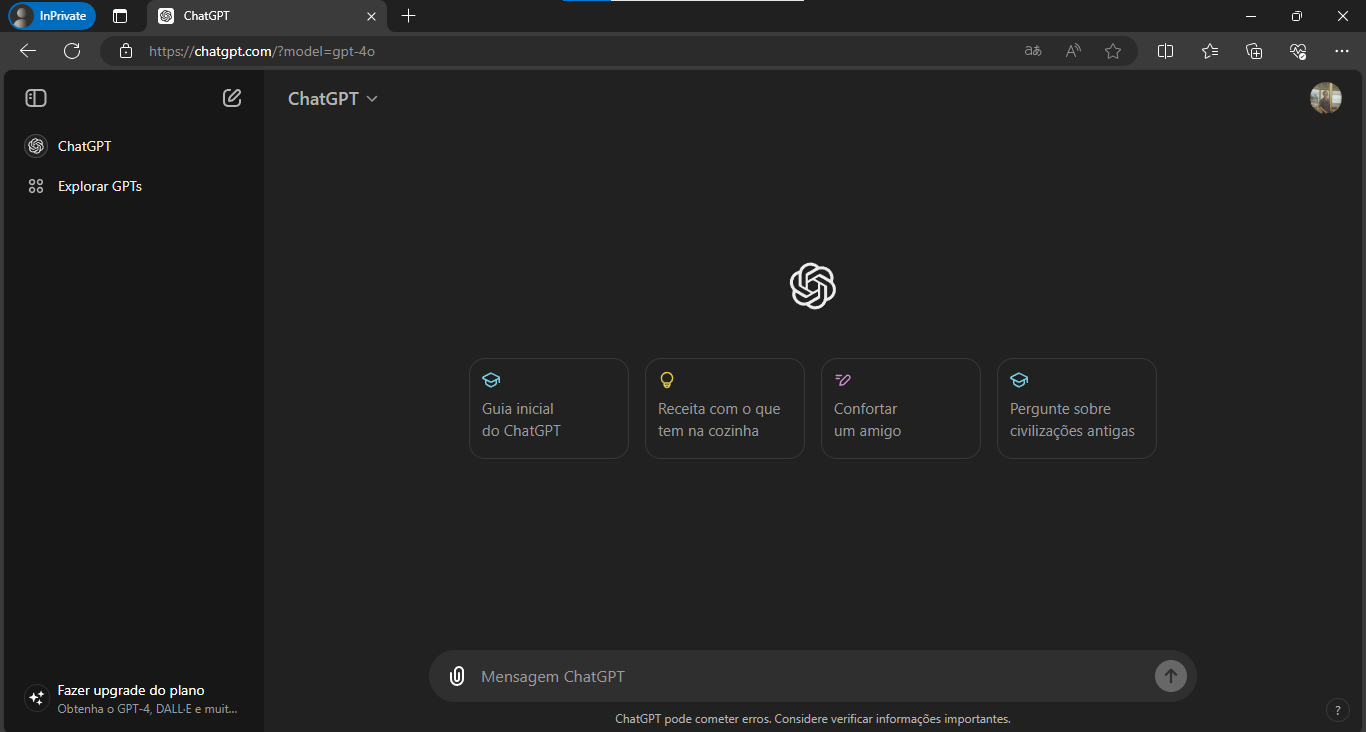 InPrivate
ChatGPT
https://chatgpt.com/?model=gpt-4o
aあ
ChatGPT
ChatGPT
Explorar GPTs
Guia inicial
do ChatGPT
Receita com o que
tem na cozinha
Confortar
um amigo
Pergunte sobre
civilizações antigas
Fazer upgrade do plano
Obtenha o GPT-4, DALL·E e muit...
Mensagem ChatGPT
ChatGPT pode cometer erros. Considere verificar informações importantes.
?